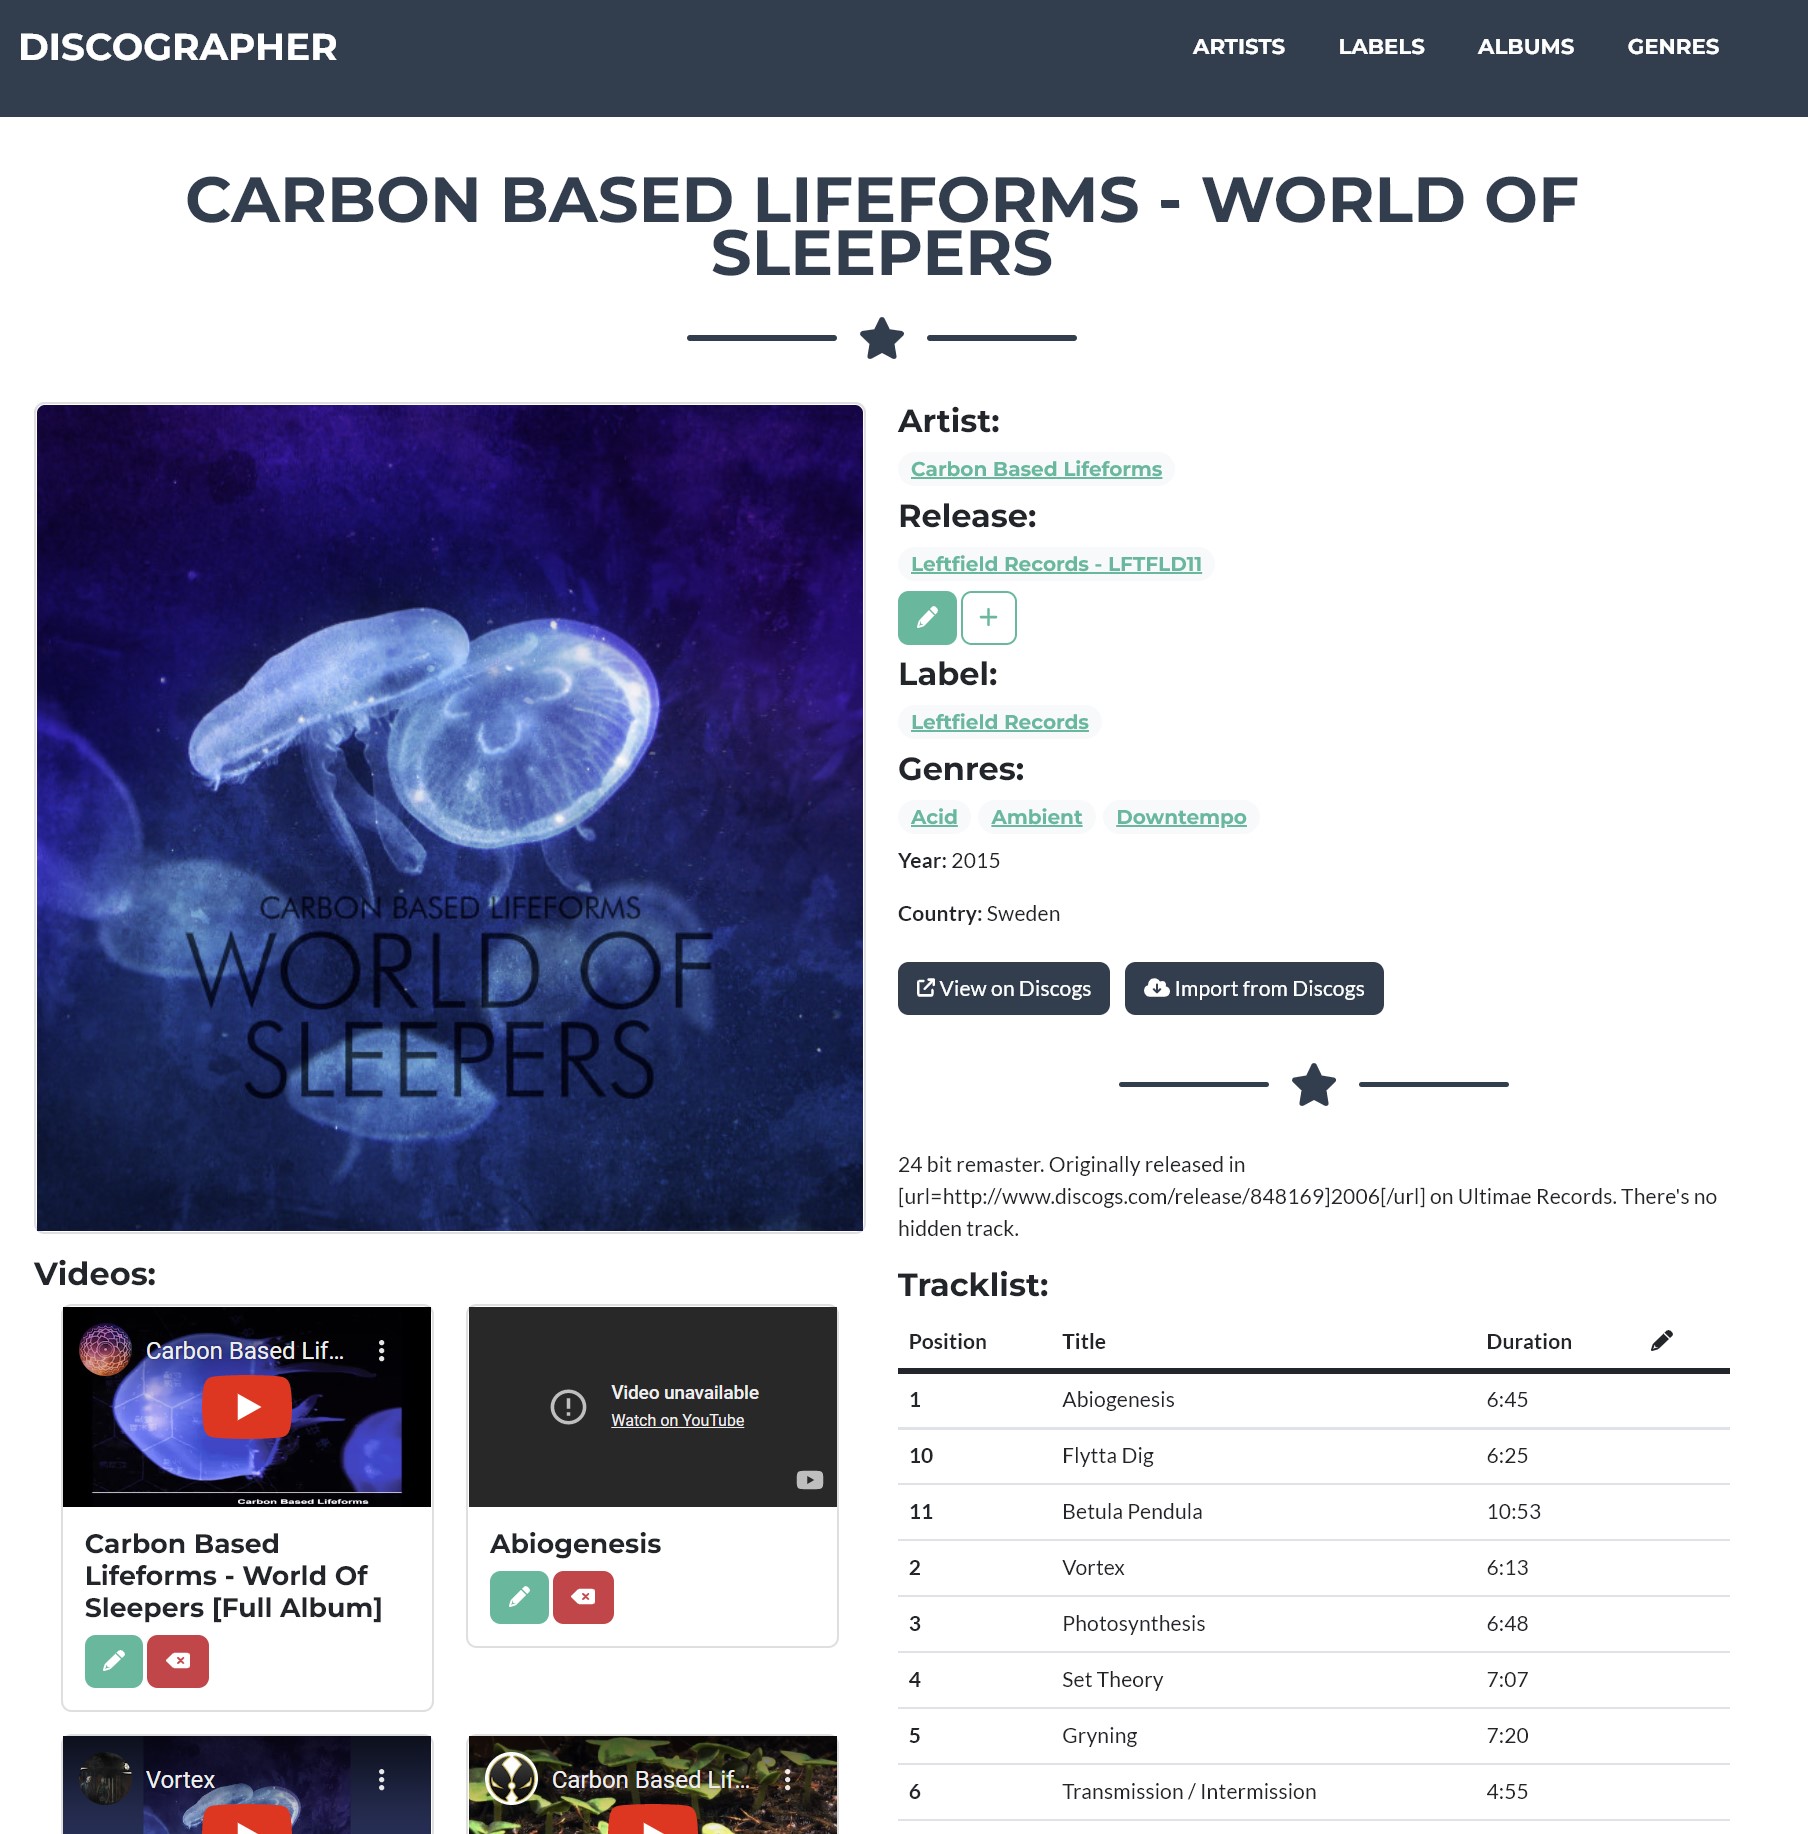 DISCOGRAPHER
ARTISTS LABELS ALBUMS GENRES
CARBON BASED LIFEFORMS - WORLD OF
SLEEPERS
CARBON BASED LIFEFORMS
WORLD OF
SLEEPERS
Artist:
Carbon Based Lifeforms
Release:
Leftfield Records - LFTFLD11
Label:
Leftfield Records
Genres:
Acid Ambient Downtempo
Year: 2015
Country: Sweden
View on Discogs Import from Discogs
24 bit remaster. Originally released in
[url=http://www.discogs.com/release/848169]2006[/url] on Ultimae Records. There's no
hidden track.
Videos:
Carbon Based Lif...
Carbon Based Lifeforms
Carbon Based
Lifeforms - World Of
Sleepers [Full Album]
Video unavailable
Watch on YouTube
Abiogenesis
Vortex
Carbon Based Lif...
Tracklist:
Position Title Duration
1 Abiogenesis 6:45
10 Flytta Dig 6:25
11 Betula Pendula 10:53
2 Vortex 6:13
3 Photosynthesis 6:48
4 Set Theory 7:07
5 Gryning 7:20
6 Transmission / Intermission 4:55